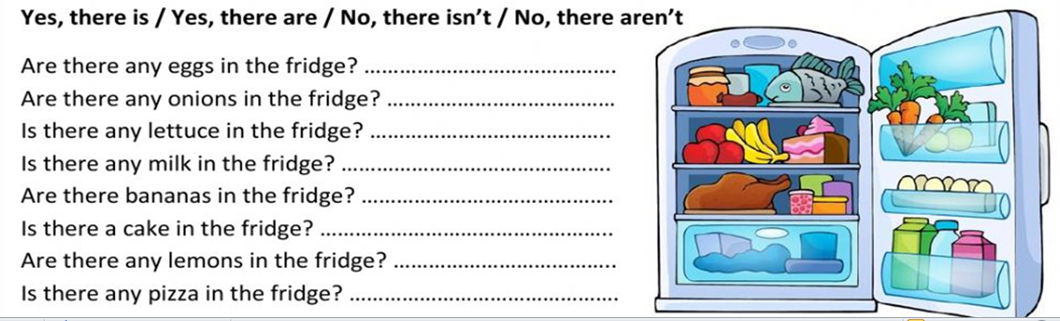 Yes, there is / Yes, there are / No, there isn't / No, there aren't
Are there any eggs in the fridge? ..........................................
Are there any onions in the fridge? ......................................
Is there any lettuce in the fridge? ........................................
Is there any milk in the fridge? .............................................
Are there bananas in the fridge? ..........................................
Is there a cake in the fridge? .................................................
Are there any lemons in the fridge? .....................................
Is there any pizza in the fridge? .............................................